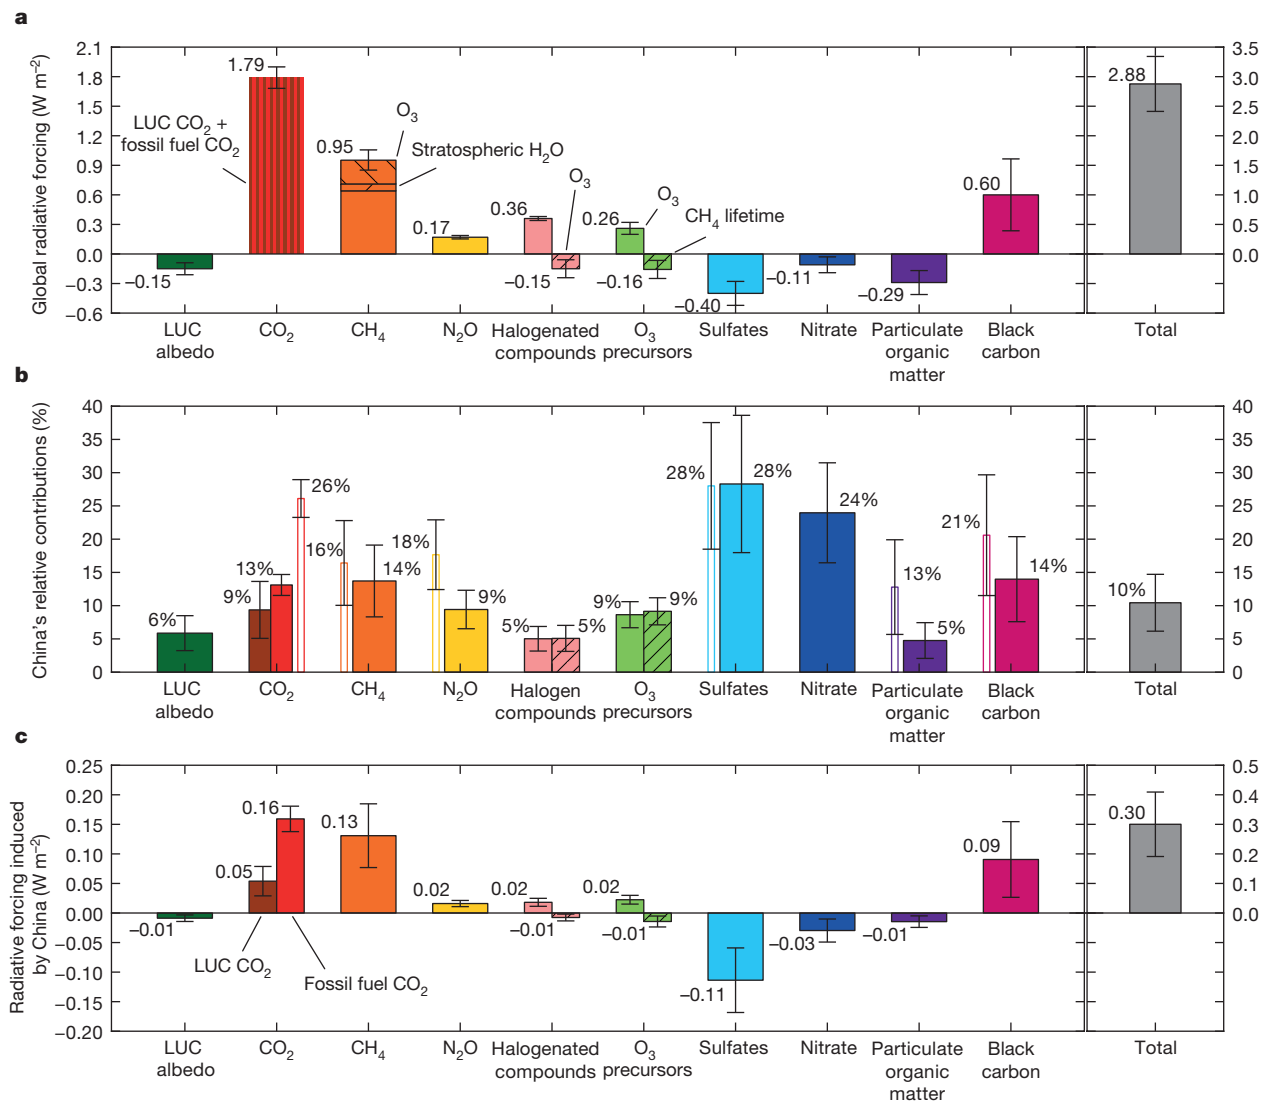 a
Global radiative forcing (W m⁻²)
2.1
1.8
1.5
1.2
0.9
0.6
0.3
0.0
−0.3
−0.6
3.5
3.0
2.5
2.0
1.5
1.0
0.5
0.0
LUC CO₂ +
fossil fuel CO₂
O₃
Stratospheric H₂O
O₃
O₃
CH₄ lifetime
−0.15
1.79
0.95
0.17
0.36
−0.15
0.26
−0.16
−0.40
−0.11
−0.29
0.60
2.88
LUC
albedo
CO₂
CH₄
N₂O
Halogenated
compounds
O₃
precursors
Sulfates
Nitrate
Particulate
organic
matter
Black
carbon
Total
b
China's relative contributions (%)
40
35
30
25
20
15
10
5
0
40
35
30
25
20
15
10
5
0
6%
9%
13%
26%
16%
14%
18%
9%
5%
5%
9%
9%
28%
28%
24%
13%
5%
21%
14%
10%
LUC
albedo
CO₂
CH₄
N₂O
Halogen
compounds
O₃
precursors
Sulfates
Nitrate
Particulate
organic
matter
Black
carbon
Total
c
Radiative forcing induced
by China (W m⁻²)
0.25
0.20
0.15
0.10
0.05
0.00
−0.05
−0.10
−0.15
−0.20
0.5
0.4
0.3
0.2
0.1
0.0
−0.01
0.05
0.16
0.13
0.02
0.02
−0.01
0.02
−0.01
−0.11
−0.03
−0.01
0.09
0.30
LUC CO₂
Fossil fuel CO₂
LUC
albedo
CO₂
CH₄
N₂O
Halogenated
compounds
O₃
precursors
Sulfates
Nitrate
Particulate
organic
matter
Black
carbon
Total